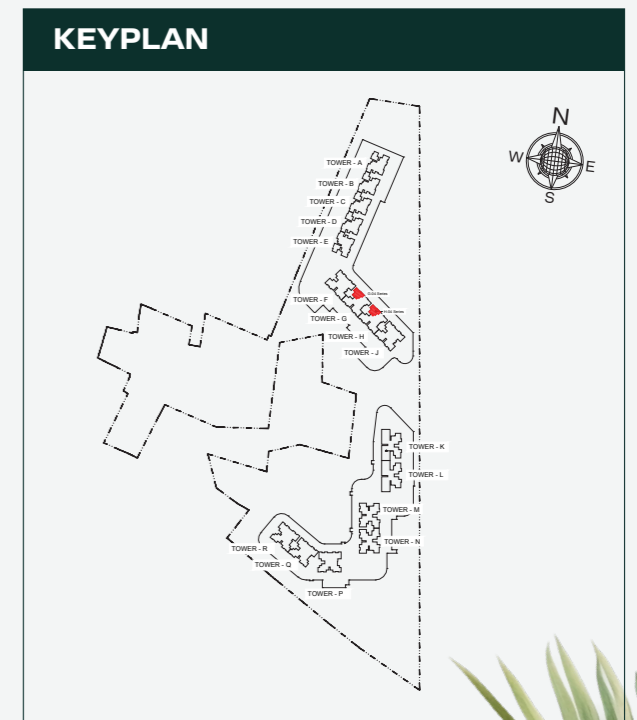 KEYPLAN
N
W
E
S
TOWER - A
TOWER - B
TOWER - C
TOWER - D
TOWER - E
TOWER - F
TOWER - G
TOWER - H
TOWER - J
TOWER - K
TOWER - L
TOWER - M
TOWER - N
TOWER - R
TOWER - Q
TOWER - P